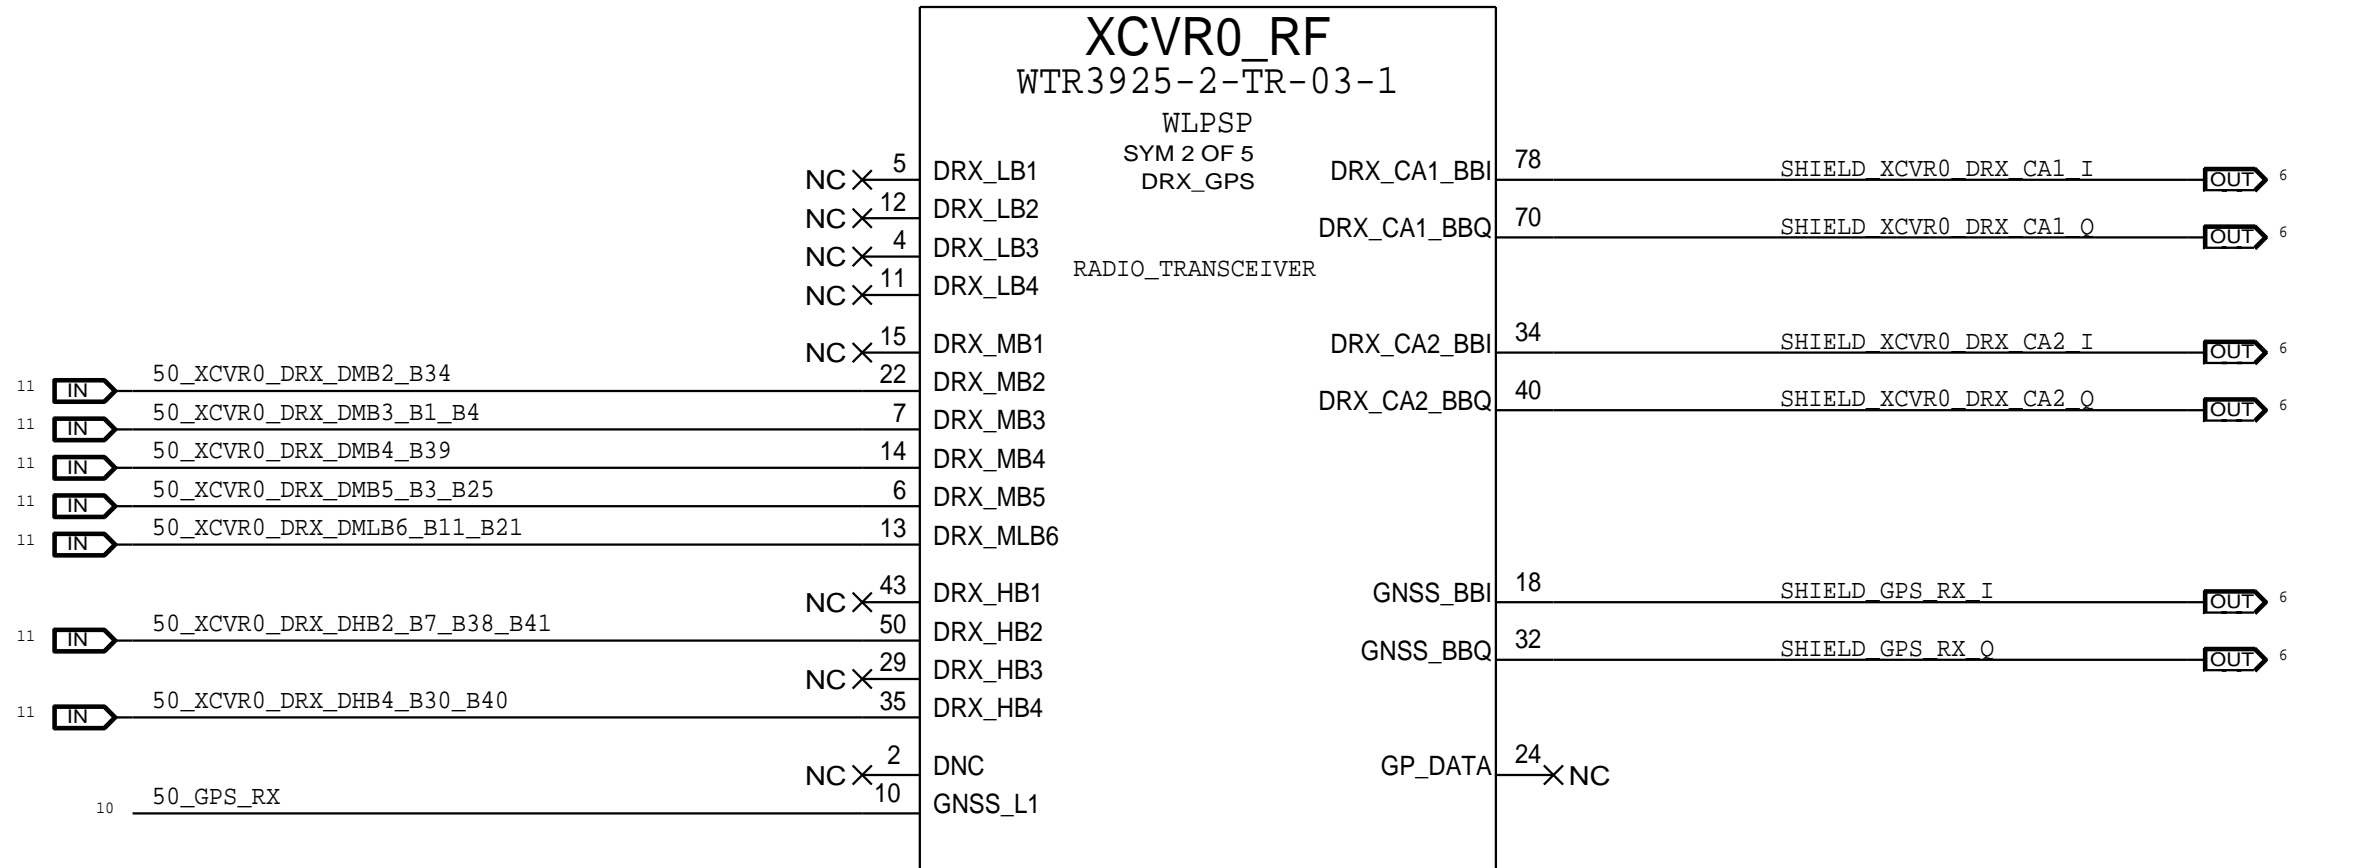 XCVR0_RF
WTR3925-2-TR-03-1
WLPSP
SYM 2 OF 5
DRX_GPS
RADIO_TRANSCEIVER
NC 5 DRX_LB1
NC 12 DRX_LB2
NC 4 DRX_LB3
NC 11 DRX_LB4
NC 15 DRX_MB1
11 IN 50_XCVR0_DRX_DMB2_B34 22 DRX_MB2
11 IN 50_XCVR0_DRX_DMB3_B1_B4 7 DRX_MB3
11 IN 50_XCVR0_DRX_DMB4_B39 14 DRX_MB4
11 IN 50_XCVR0_DRX_DMB5_B3_B25 6 DRX_MB5
11 IN 50_XCVR0_DRX_DMLB6_B11_B21 13 DRX_MLB6
NC 43 DRX_HB1
11 IN 50_XCVR0_DRX_DHB2_B7_B38_B41 50 DRX_HB2
NC 29 DRX_HB3
11 IN 50_XCVR0_DRX_DHB4_B30_B40 35 DRX_HB4
NC 2 DNC
10 50_GPS_RX 10 GNSS_L1
DRX_CA1_BBI 78 SHIELD_XCVR0_DRX_CA1_I OUT 6
DRX_CA1_BBQ 70 SHIELD_XCVR0_DRX_CA1_Q OUT 6
DRX_CA2_BBI 34 SHIELD_XCVR0_DRX_CA2_I OUT 6
DRX_CA2_BBQ 40 SHIELD_XCVR0_DRX_CA2_Q OUT 6
GNSS_BBI 18 SHIELD_GPS_RX_I OUT 6
GNSS_BBQ 32 SHIELD_GPS_RX_Q OUT 6
GP_DATA 24 NC